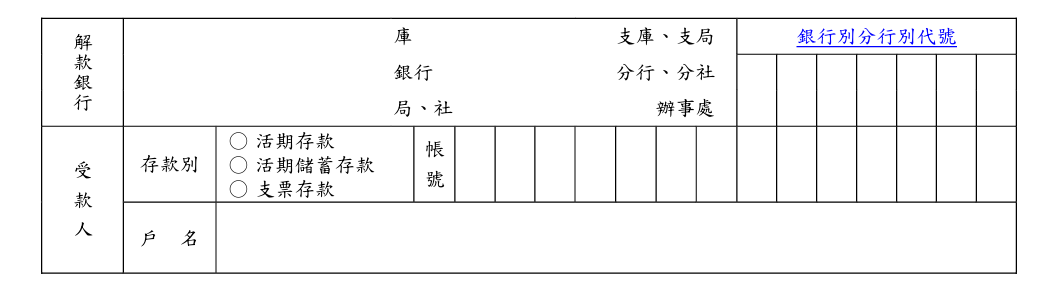 解款銀行
庫 支庫、支局
銀行 分行、分社
局、社 辦事處
銀行別分行別代號
受款人
存款別
○ 活期存款
○ 活期儲蓄存款
○ 支票存款
帳號
戶 名